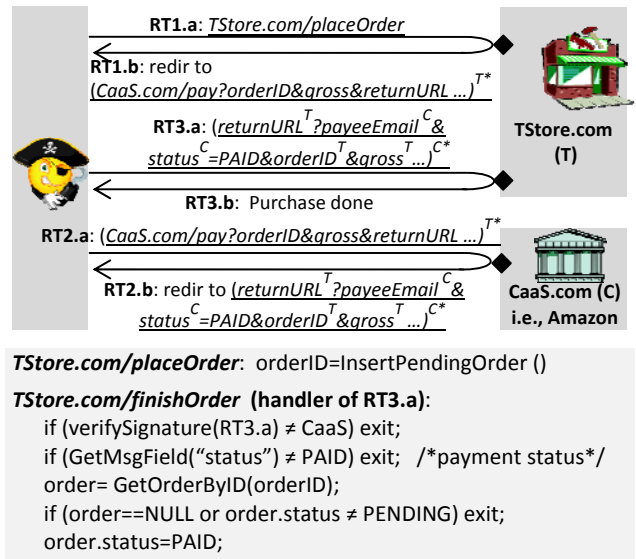 RT1.a: TStore.com/placeOrder
RT1.b: redir to
(CaaS.com/pay?orderID&gross&returnURL ...)T*
RT3.a: (returnURLT?payeeEmailC&
statusC=PAID&orderIDT&grossT...)C*
RT3.b: Purchase done
TStore.com
(T)
RT2.a: (CaaS.com/pay?orderID&gross&returnURL ...)T*
RT2.b: redir to (returnURLT?payeeEmailC&
statusC=PAID&orderIDT&grossT ...)C*
CaaS.com (C)
i.e., Amazon
TStore.com/placeOrder: orderID=InsertPendingOrder ()
TStore.com/finishOrder (handler of RT3.a):
if (verifySignature(RT3.a) ≠ CaaS) exit;
if (GetMsgField(“status”) ≠ PAID) exit; /*payment status*/
order= GetOrderByID(orderID);
if (order==NULL or order.status ≠ PENDING) exit;
order.status=PAID;